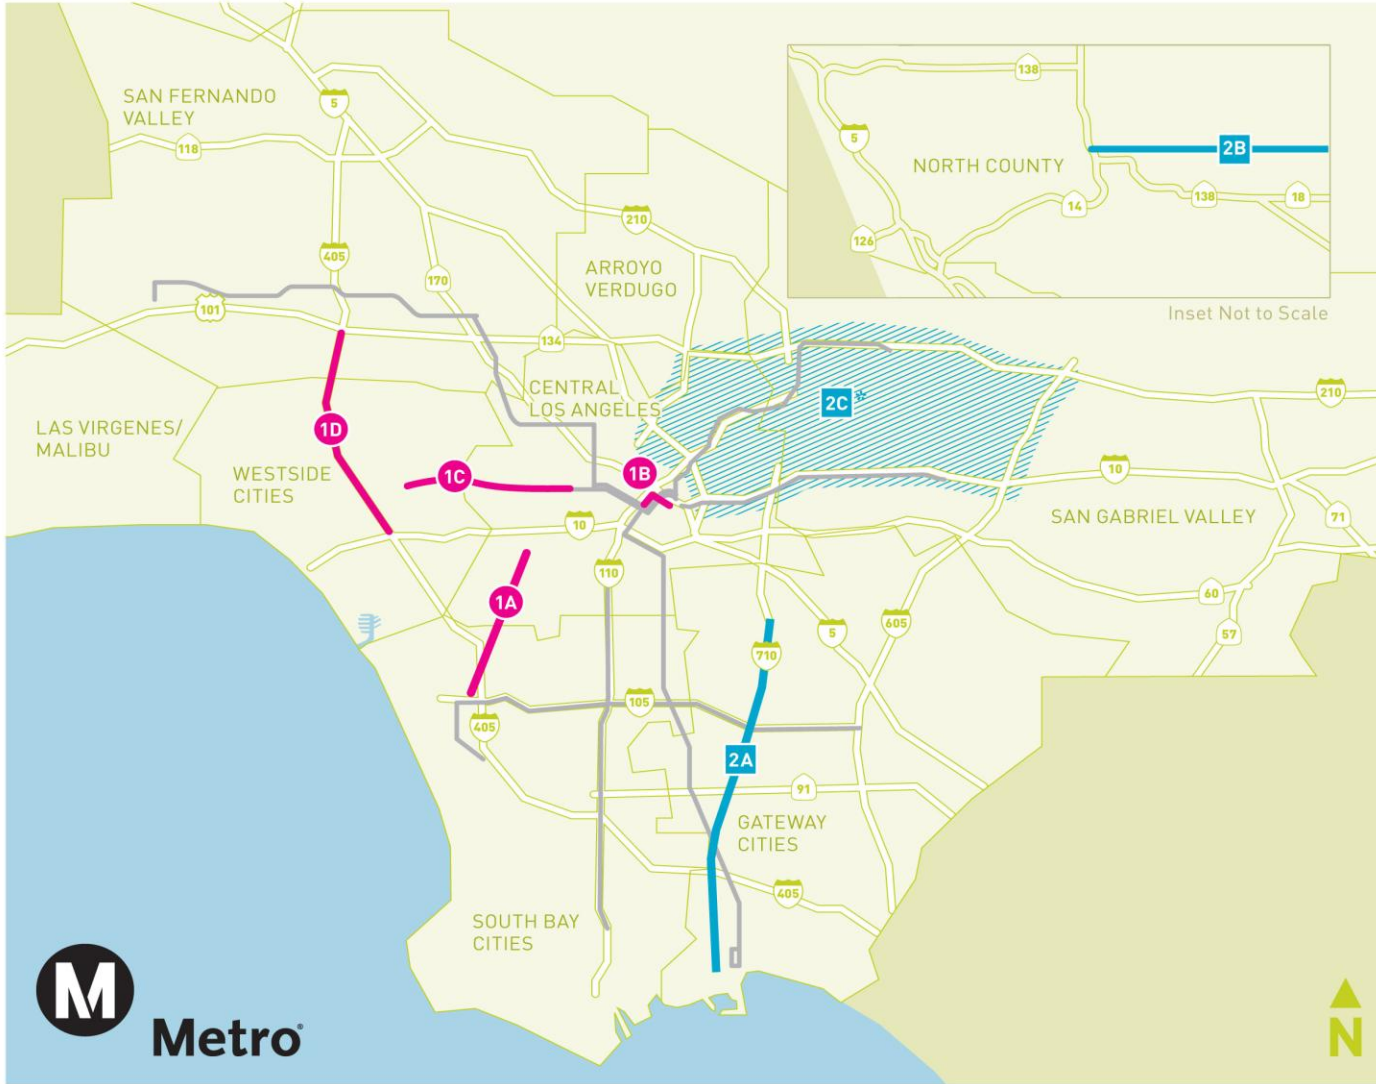 SAN FERNANDO
VALLEY
5
118
138
5
2B
NORTH COUNTY
14
138
18
126
Inset Not to Scale
210
405
170
ARROYO
VERDUGO
101
134
CENTRAL
LOS ANGELES
2C*
210
LAS VIRGENES/
MALIBU
1D
WESTSIDE
CITIES
1C
1B
10
10
SAN GABRIEL VALLEY
71
110
1A
60
605
5
57
710
105
405
2A
91
GATEWAY
CITIES
405
SOUTH BAY
CITIES
M
Metro®
N